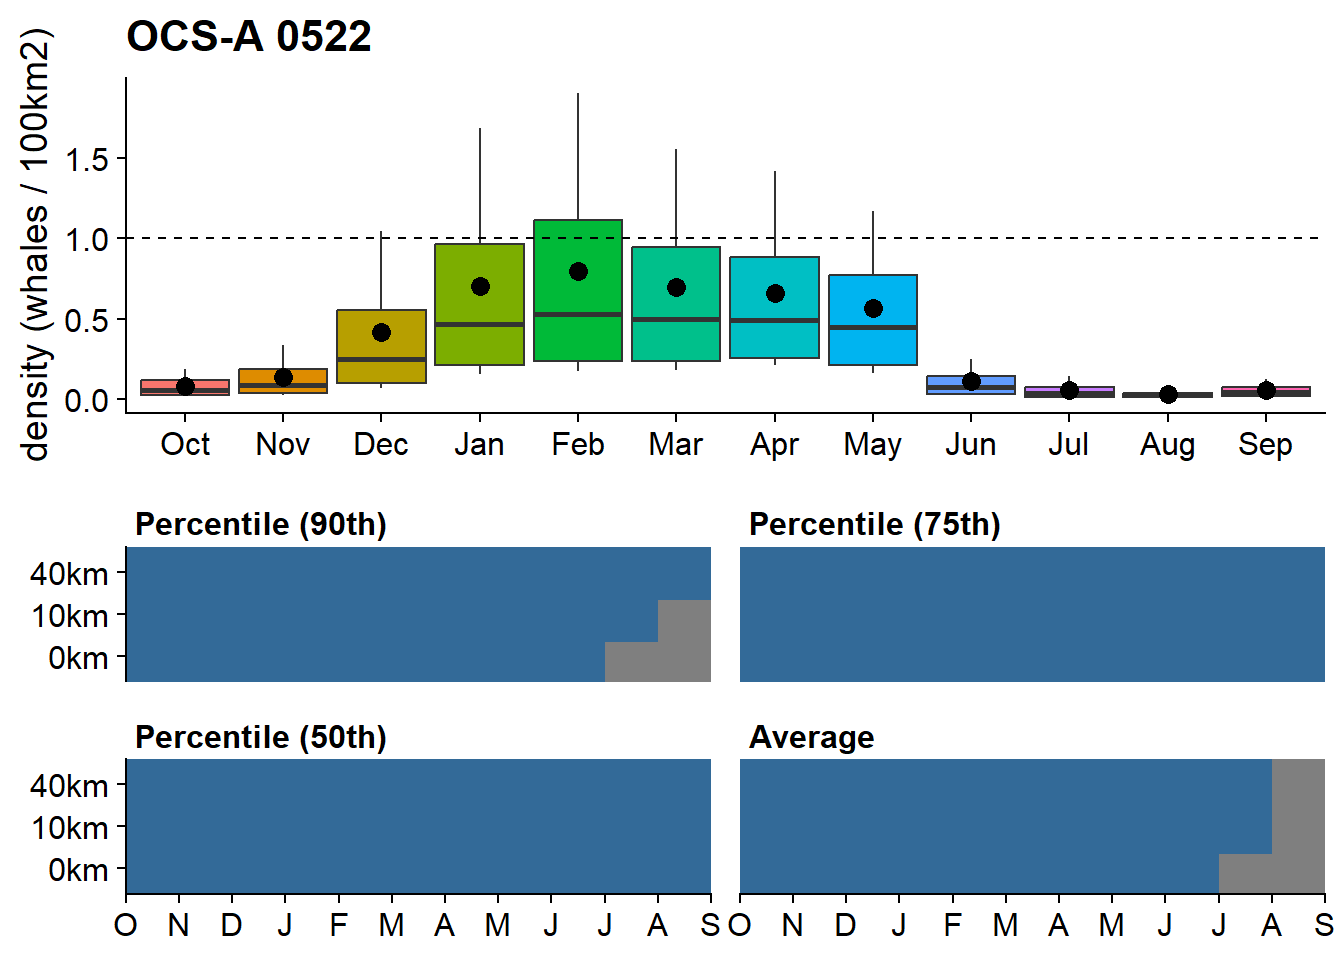 OCS-A 0522
density (whales / 100km2)
1.5
1.0
0.5
0.0
Oct Nov Dec Jan Feb Mar Apr May Jun Jul Aug Sep
Percentile (90th) Percentile (75th)
40km
10km
0km
Percentile (50th) Average
40km
10km
0km
O N D J F M A M J J A S O N D J F M A M J J A S